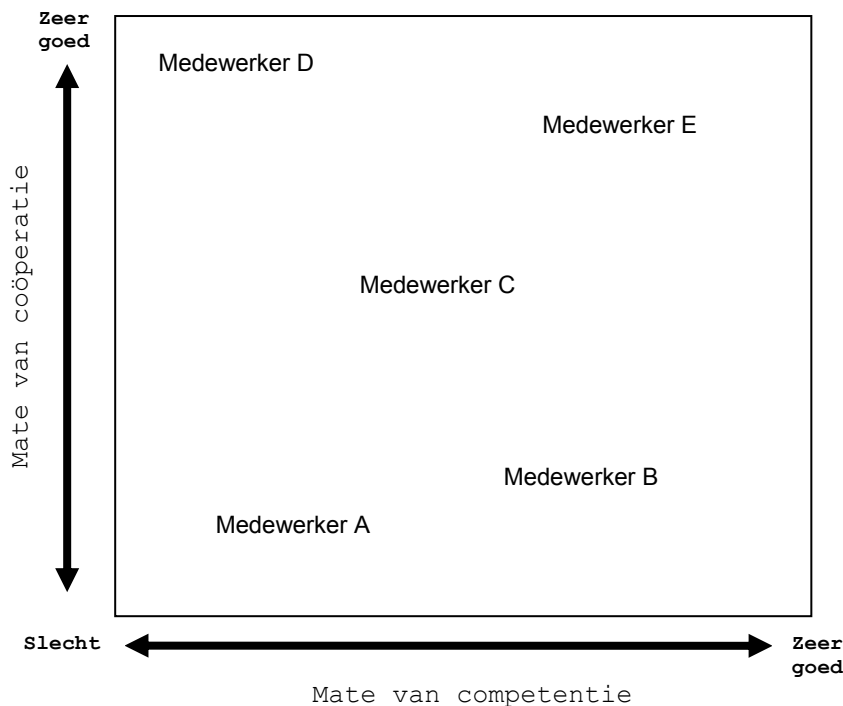 Zeer
goed
Medewerker D
Medewerker E
Mate van coöperatie
Medewerker C
Medewerker B
Medewerker A
Slecht
Zeer
goed
Mate van competentie